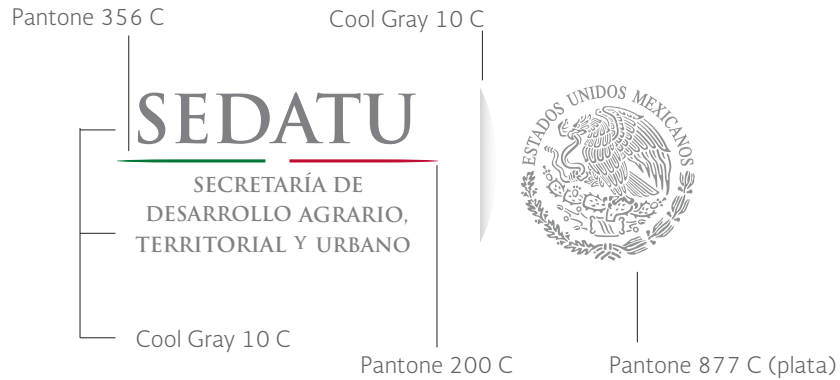 Pantone 356 C
Cool Gray 10 C
SEDATU
SECRETARÍA DE
DESARROLLO AGRARIO,
TERRITORIAL Y URBANO
ESTADOS UNIDOS MEXICANOS
Cool Gray 10 C
Pantone 200 C
Pantone 877 C (plata)